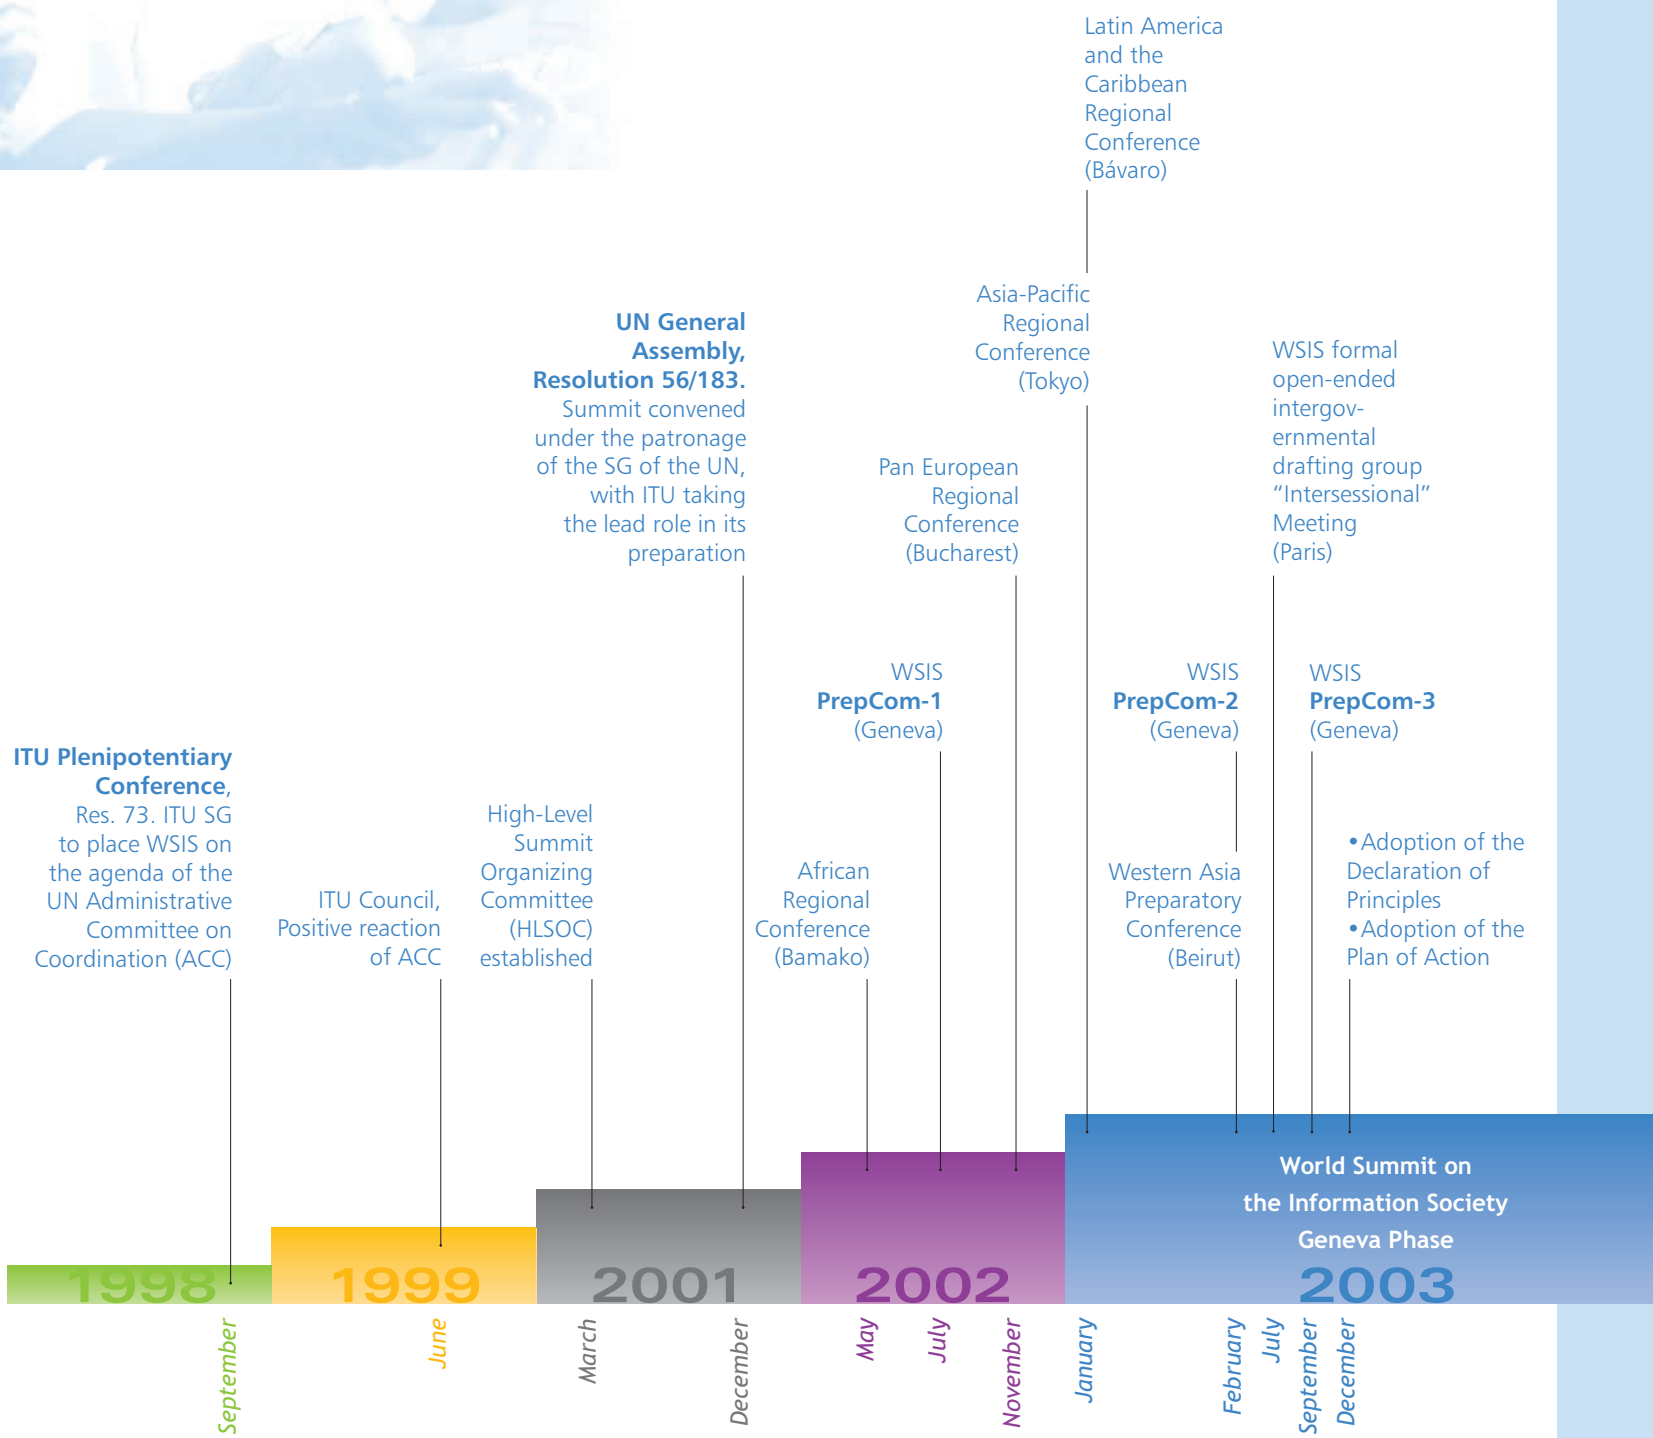 Latin America
and the
Caribbean
Regional
Conference
(Bávaro)
Asia-Pacific
Regional
Conference
(Tokyo)
UN General
Assembly,
Resolution 56/183.
Summit convened
under the patronage
of the SG of the UN,
with ITU taking
the lead role in its
preparation
Pan European
Regional
Conference
(Bucharest)
WSIS formal
open-ended
intergov-
ernmental
drafting group
“Intersessional”
Meeting
(Paris)
WSIS
PrepCom-1
(Geneva)
WSIS
PrepCom-2
(Geneva)
WSIS
PrepCom-3
(Geneva)
ITU Plenipotentiary
Conference,
Res. 73. ITU SG
to place WSIS on
the agenda of the
UN Administrative
Committee on
Coordination (ACC)
ITU Council,
Positive reaction
of ACC
High-Level
Summit
Organizing
Committee
(HLSOC)
established
African
Regional
Conference
(Bamako)
Western Asia
Preparatory
Conference
(Beirut)
•Adoption of the
Declaration of
Principles
•Adoption of the
Plan of Action
World Summit on
the Information Society
Geneva Phase
1998
1999
2001
2002
2003
September
June
March
December
May
July
November
January
February
July
September
December